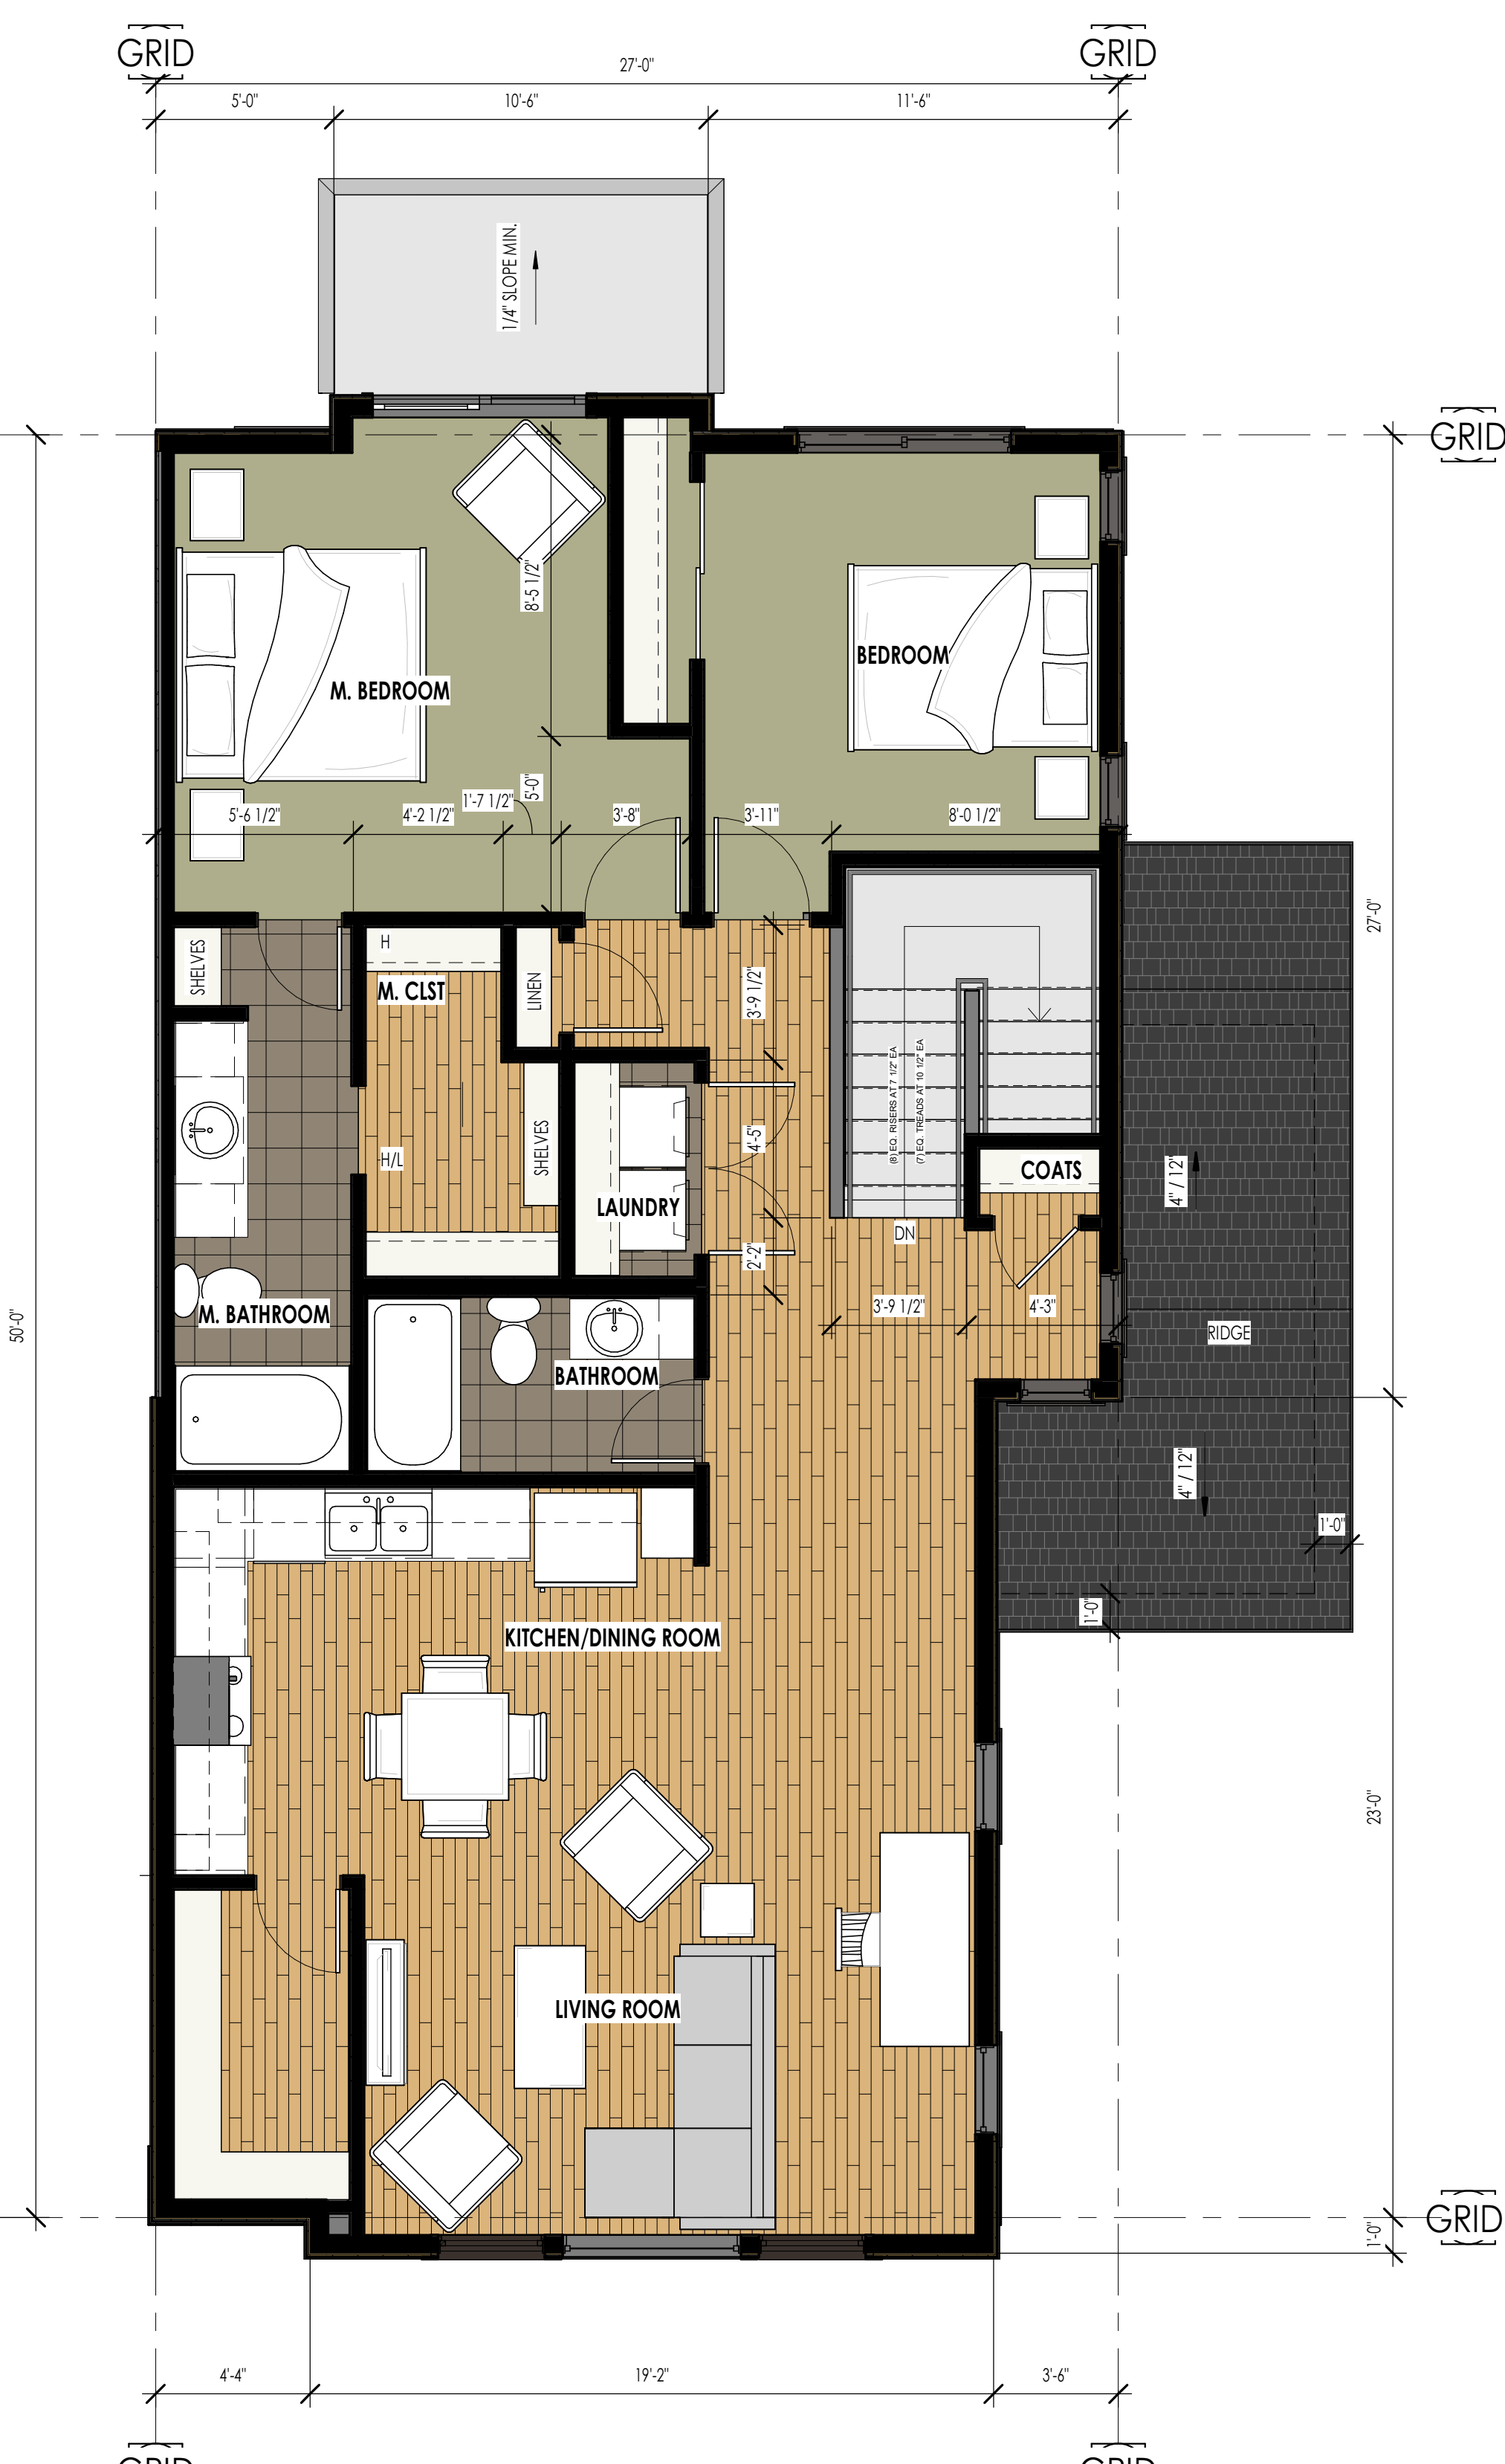 GRID
GRID
27'-0"
5'-0"
10'-6"
11'-6"
1/4" SLOPE MIN.
GRID
8'-5 1/2"
BEDROOM
M. BEDROOM
5'-0"
1'-7 1/2"
5'-6 1/2"
4'-2 1/2"
3'-8"
3'-11"
8'-0 1/2"
27'-0"
SHELVES
H
M. CLST
LINEN
3'-9 1/2"
(8) EQ. RISERS AT 7 1/2" EA
(7) EQ. TREADS AT 10 1/2" EA
4'-5"
SHELVES
H/L
COATS
4" / 12"
LAUNDRY
DN
2'-2"
3'-9 1/2"
4'-3"
M. BATHROOM
50'-0"
RIDGE
BATHROOM
4" / 12"
1'-0"
1'-0"
KITCHEN/DINING ROOM
23'-0"
LIVING ROOM
GRID
1'-0"
4'-4"
19'-2"
3'-6"
GRID
GRID